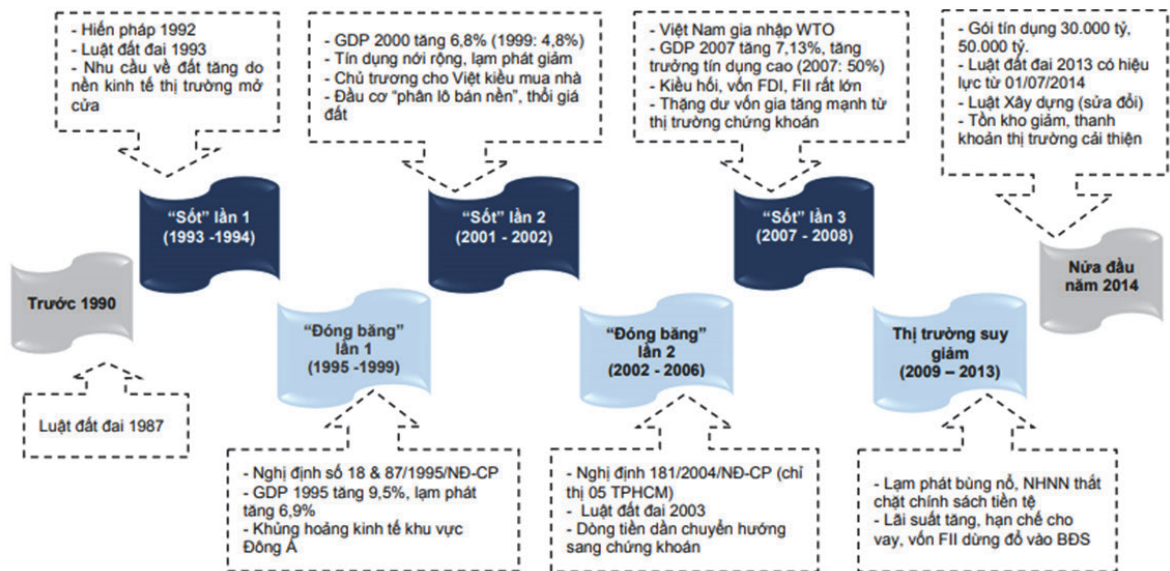 - Hiến pháp 1992
- Luật đất đai 1993
- Nhu cầu về đất tăng do
nền kinh tế thị trường mở
cửa
- GDP 2000 tăng 6,8% (1999: 4,8%)
- Tín dụng nới rộng, lạm phát giảm
- Chủ trương cho Việt kiều mua nhà
- Đầu cơ “phân lô bán nền”, thổi giá
đất
- Việt Nam gia nhập WTO
- GDP 2007 tăng 7,13%, tăng
trưởng tín dụng cao (2007: 50%)
- Kiều hối, vốn FDI, FII rất lớn
- Thặng dư vốn gia tăng mạnh từ
thị trường chứng khoán
- Gói tín dụng 30.000 tỷ,
50.000 tỷ.
- Luật đất đai 2013 có hiệu
lực từ 01/07/2014
- Luật Xây dựng (sửa đổi)
- Tồn kho giảm, thanh
khoản thị trường cải thiện
“Sốt” lần 1
(1993 -1994)
“Sốt” lần 2
(2001 - 2002)
“Sốt” lần 3
(2007 - 2008)
Nửa đầu
năm 2014
Trước 1990
“Đóng băng”
lần 1
(1995 -1999)
“Đóng băng”
lần 2
(2002 - 2006)
Thị trường suy
giảm
(2009 – 2013)
Luật đất đai 1987
- Nghị định số 18 & 87/1995/NĐ-CP
- GDP 1995 tăng 9,5%, lạm phát
tăng 6,9%
- Khủng hoảng kinh tế khu vực
Đông Á
- Nghị định 181/2004/NĐ-CP (chỉ
thị 05 TPHCM)
- Luật đất đai 2003
- Dòng tiền dần chuyển hướng
sang chứng khoán
- Lạm phát bùng nổ, NHNN thắt
chặt chính sách tiền tệ
- Lãi suất tăng, hạn chế cho
vay, vốn FII dừng đổ vào BĐS